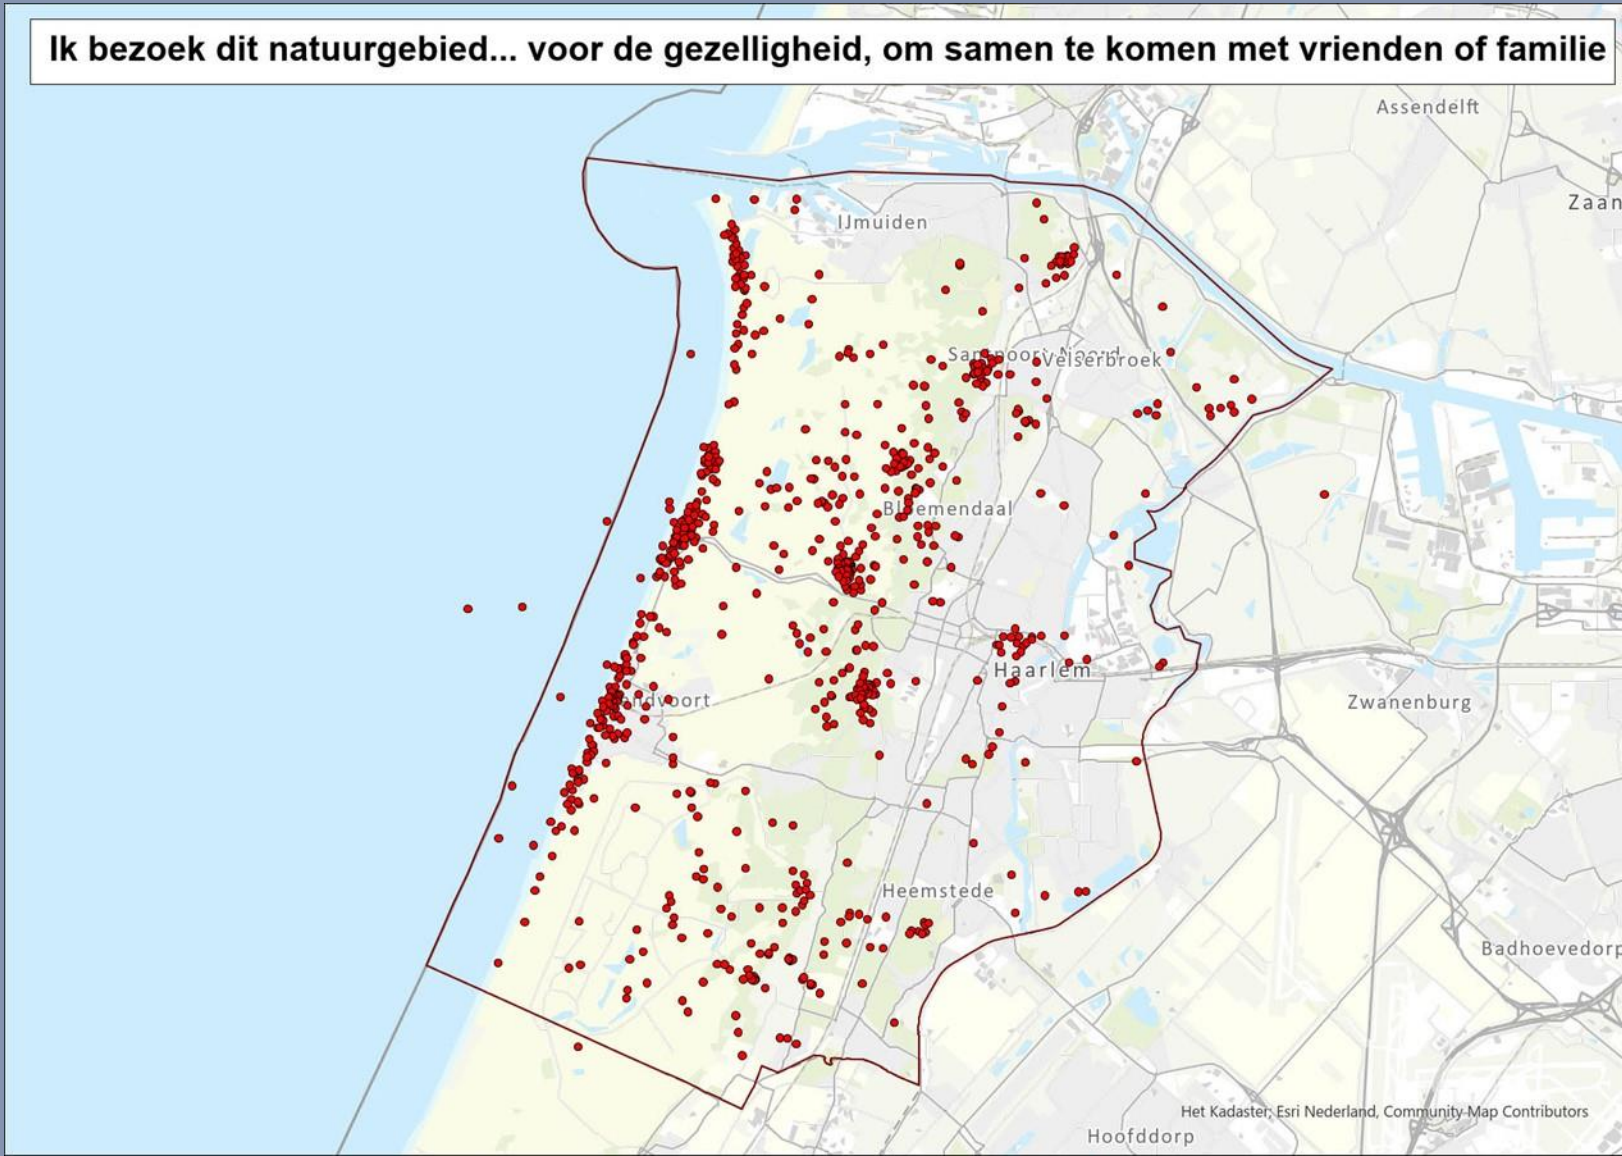 Ik bezoek dit natuurgebied... voor de gezelligheid, om samen te komen met vrienden of familie
Assendelft
Zaan
IJmuiden
Velserbroek
Bloemendaal
Haarlem
Zwanenburg
Heemstede
Badhoevedorp
Het Kadaster, Esri Nederland, Community Map Contributors
Hoofddorp